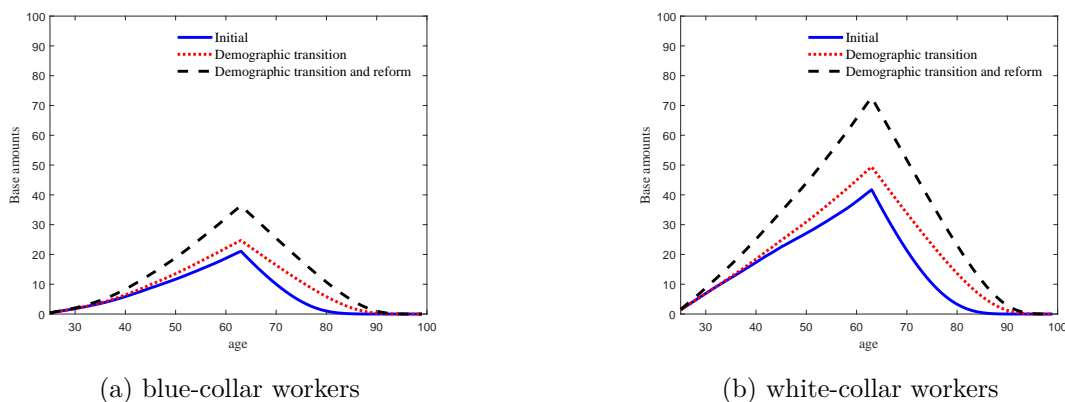 100
90
80
70
60
50
40
30
20
10
0
Base amounts
Initial
Demographic transition
Demographic transition and reform
30 40 50 60 70 80 90 100
age
(a) blue-collar workers
100
90
80
70
60
50
40
30
20
10
0
Base amounts
Initial
Demographic transition
Demographic transition and reform
30 40 50 60 70 80 90 100
age
(b) white-collar workers